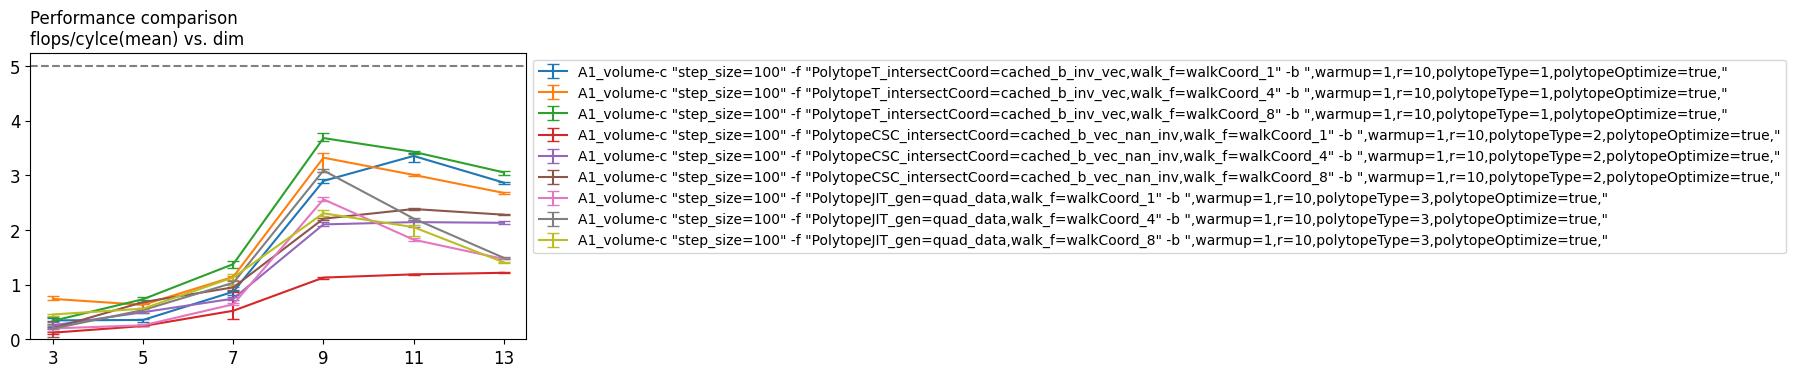 Performance comparison
flops/cylce(mean) vs. dim
5
4
3
2
1
0
3 5 7 9 11 13
A1_volume-c "step_size=100" -f "PolytopeT_intersectCoord=cached_b_inv_vec,walk_f=walkCoord_1" -b ",warmup=1,r=10,polytopeType=1,polytopeOptimize=true,"
A1_volume-c "step_size=100" -f "PolytopeT_intersectCoord=cached_b_inv_vec,walk_f=walkCoord_4" -b ",warmup=1,r=10,polytopeType=1,polytopeOptimize=true,"
A1_volume-c "step_size=100" -f "PolytopeT_intersectCoord=cached_b_inv_vec,walk_f=walkCoord_8" -b ",warmup=1,r=10,polytopeType=1,polytopeOptimize=true,"
A1_volume-c "step_size=100" -f "PolytopeCSC_intersectCoord=cached_b_vec_nan_inv,walk_f=walkCoord_1" -b ",warmup=1,r=10,polytopeType=2,polytopeOptimize=true,"
A1_volume-c "step_size=100" -f "PolytopeCSC_intersectCoord=cached_b_vec_nan_inv,walk_f=walkCoord_4" -b ",warmup=1,r=10,polytopeType=2,polytopeOptimize=true,"
A1_volume-c "step_size=100" -f "PolytopeCSC_intersectCoord=cached_b_vec_nan_inv,walk_f=walkCoord_8" -b ",warmup=1,r=10,polytopeType=2,polytopeOptimize=true,"
A1_volume-c "step_size=100" -f "PolytopeJIT_gen=quad_data,walk_f=walkCoord_1" -b ",warmup=1,r=10,polytopeType=3,polytopeOptimize=true,"
A1_volume-c "step_size=100" -f "PolytopeJIT_gen=quad_data,walk_f=walkCoord_4" -b ",warmup=1,r=10,polytopeType=3,polytopeOptimize=true,"
A1_volume-c "step_size=100" -f "PolytopeJIT_gen=quad_data,walk_f=walkCoord_8" -b ",warmup=1,r=10,polytopeType=3,polytopeOptimize=true,"